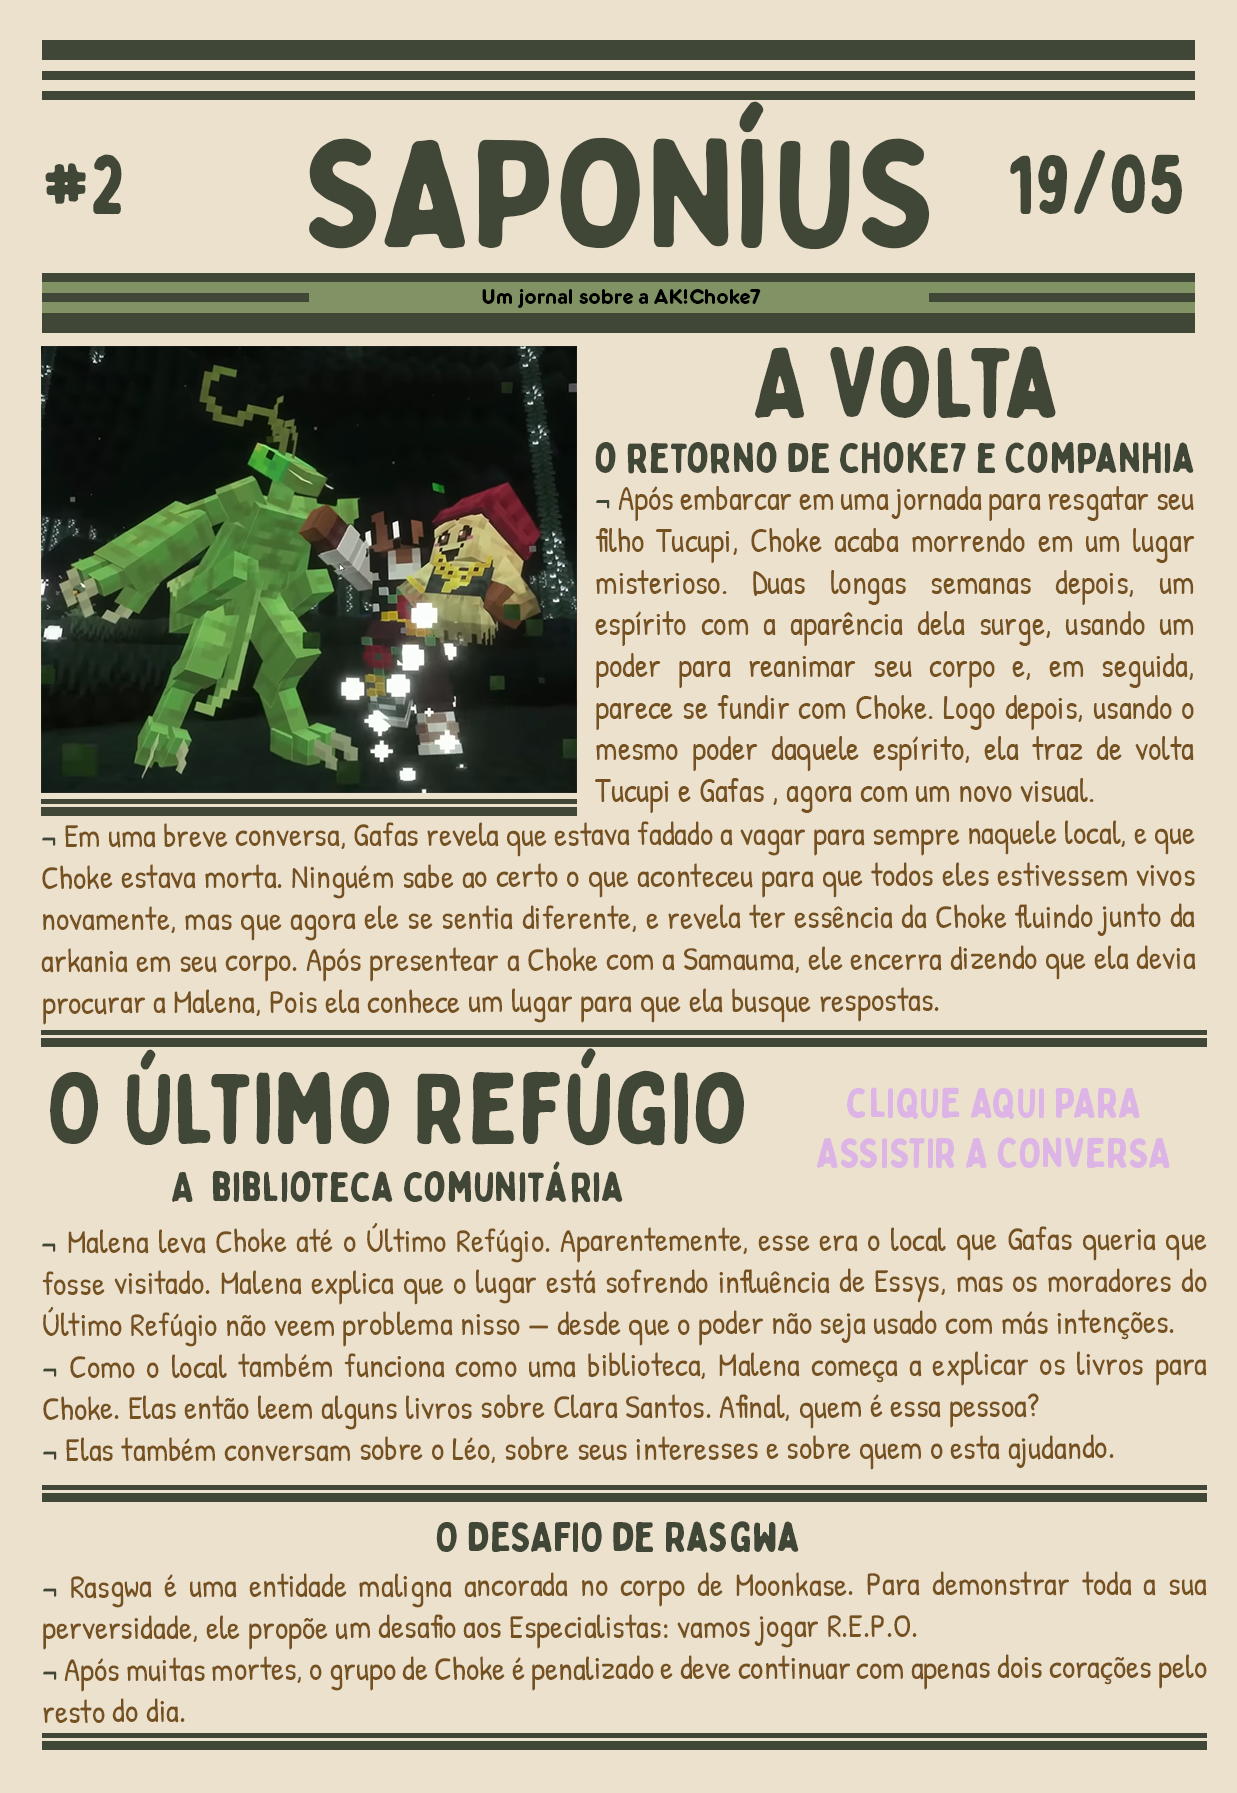 #2
SAPONÍUS
19/05
Um jornal sobre a AK!Choke7
A VOLTA
O RETORNO DE CHOKE7 E COMPANHIA
¬ Após embarcar em uma jornada para resgatar seu
filho Tucupi, Choke acaba morrendo em um lugar
misterioso. Duas longas semanas depois, um
espírito com a aparência dela surge, usando um
poder para reanimar seu corpo e, em seguida,
parece se fundir com Choke. Logo depois, usando o
mesmo poder daquele espírito, ela traz de volta
Tucupi e Gafas , agora com um novo visual.
¬ Em uma breve conversa, Gafas revela que estava fadado a vagar para sempre naquele local, e que
Choke estava morta. Ninguém sabe ao certo o que aconteceu para que todos eles estivessem vivos
novamente, mas que agora ele se sentia diferente, e revela ter essência da Choke fluindo junto da
arkania em seu corpo. Após presentear a Choke com a Samauma, ele encerra dizendo que ela devia
procurar a Malena, Pois ela conhece um lugar para que ela busque respostas.
O ÚLTIMO REFÚGIO
A BIBLIOTECA COMUNITÁRIA
CLIQUE AQUI PARA
ASSISTIR A CONVERSA
¬ Malena leva Choke até o Último Refúgio. Aparentemente, esse era o local que Gafas queria que
fosse visitado. Malena explica que o lugar está sofrendo influência de Essys, mas os moradores do
Último Refúgio não veem problema nisso — desde que o poder não seja usado com más intenções.
¬ Como o local também funciona como uma biblioteca, Malena começa a explicar os livros para
Choke. Elas então leem alguns livros sobre Clara Santos. Afinal, quem é essa pessoa?
¬ Elas também conversam sobre o Léo, sobre seus interesses e sobre quem o esta ajudando.
O DESAFIO DE RASGWA
¬ Rasgwa é uma entidade maligna ancorada no corpo de Moonkase. Para demonstrar toda a sua
perversidade, ele propõe um desafio aos Especialistas: vamos jogar R.E.P.O.
¬ Após muitas mortes, o grupo de Choke é penalizado e deve continuar com apenas dois corações pelo
resto do dia.